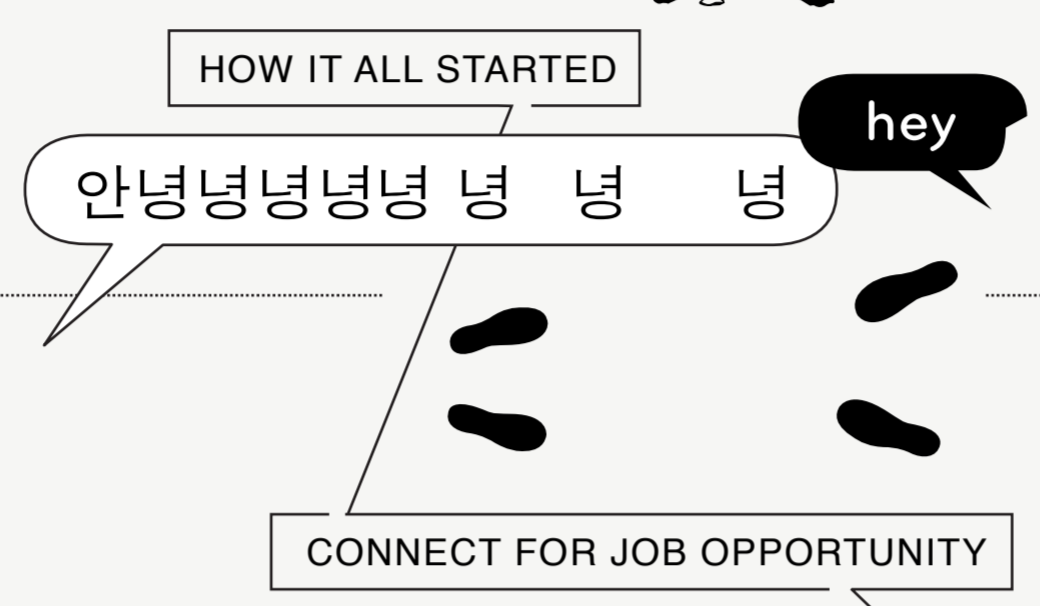 HOW IT ALL STARTED
hey
안녕녕녕녕녕 녕 녕 녕
CONNECT FOR JOB OPPORTUNITY